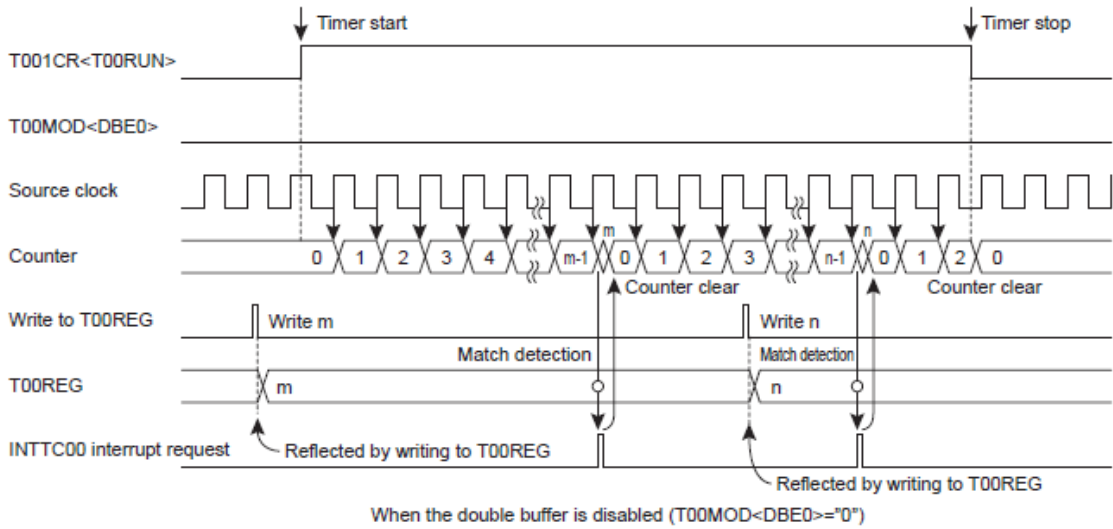 Timer start
Timer stop
T001CR<T00RUN>
T00MOD<DBE0>
Source clock
m
n
Counter
0 1 2 3 4 m-1 0 1 2 3 n-1 0 1 2 0
Counter clear
Counter clear
Write to T00REG
Write m
Write n
Match detection
Match detection
T00REG
m
n
INTTC00 interrupt request
Reflected by writing to T00REG
Reflected by writing to T00REG
When the double buffer is disabled (T00MOD<DBE0>="0")